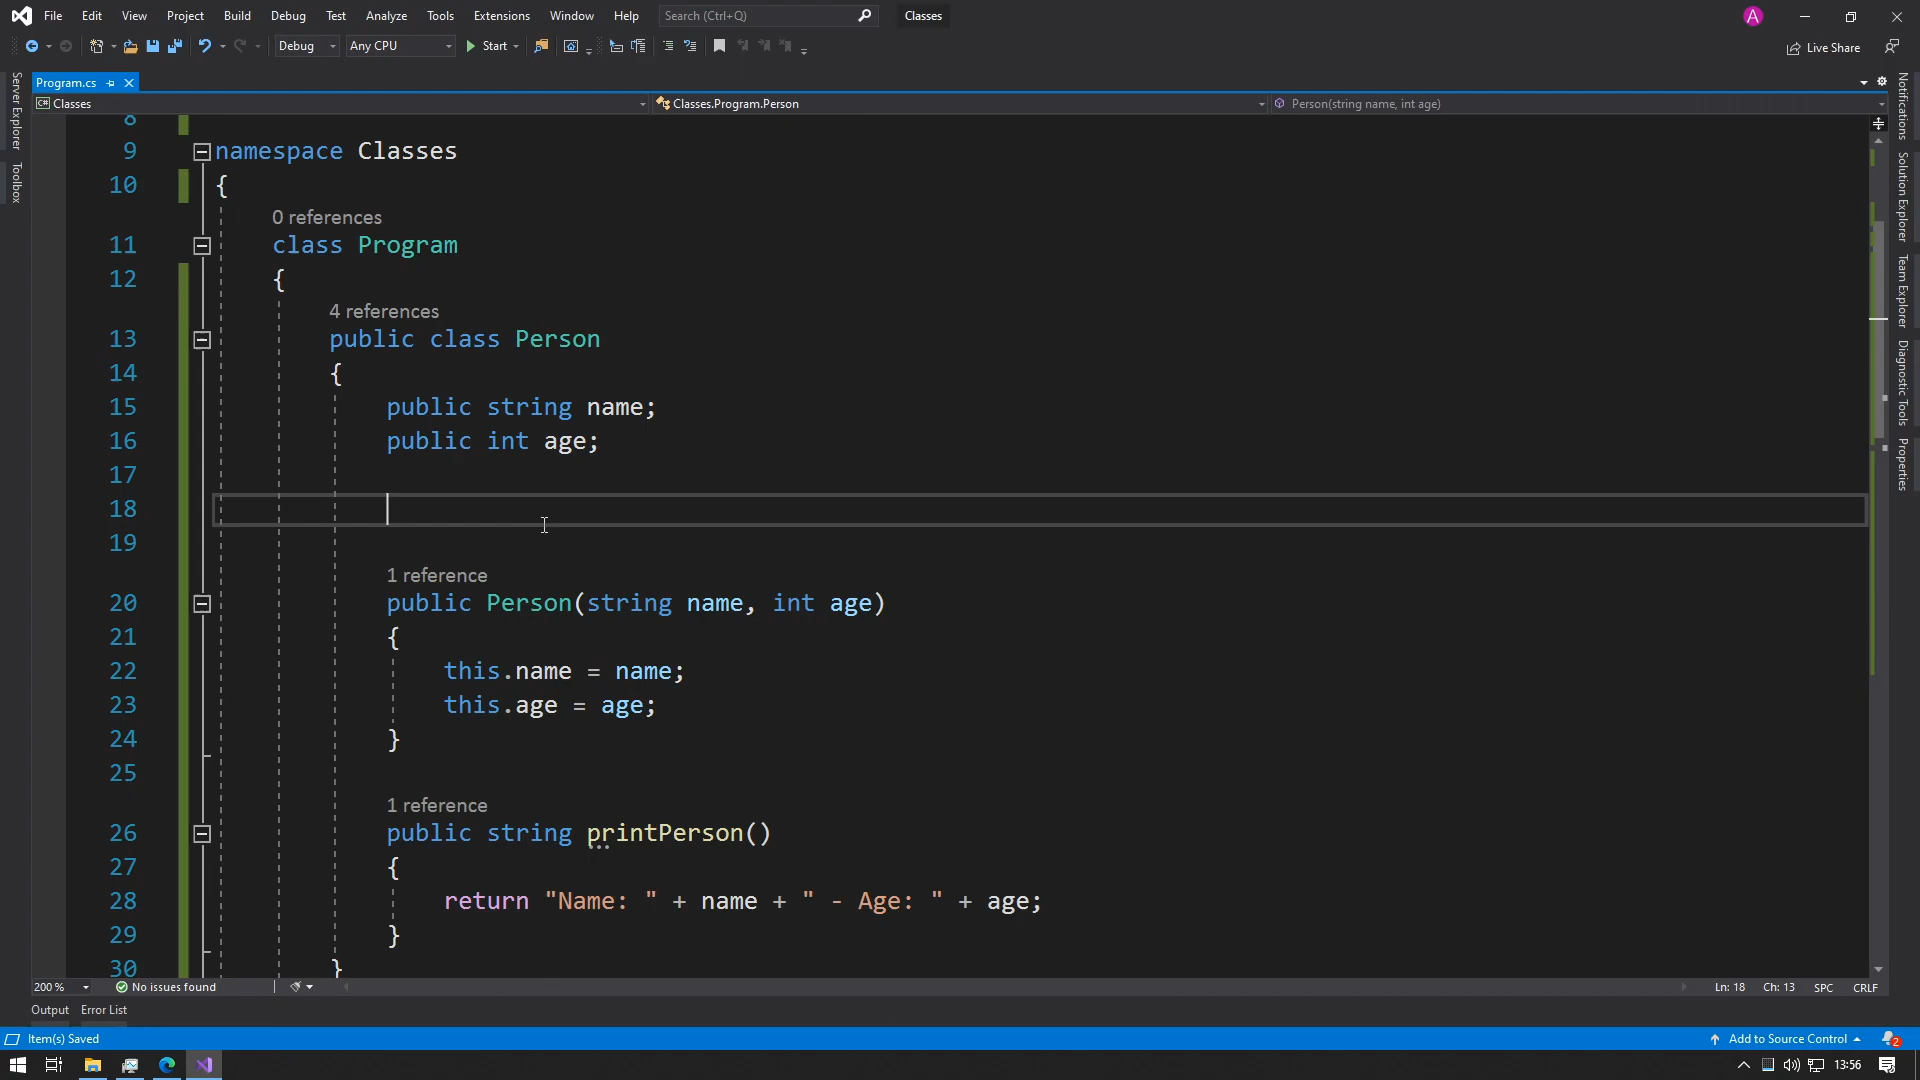 File Edit View Project Build Debug Test Analyze Tools Extensions Window Help Search (Ctrl+Q) Classes A
Debug Any CPU Start Live Share
Program.cs
Server Explorer
Toolbox
C# Classes Classes.Program.Person Person(string name, int age)
8
9 namespace Classes
10 {
0 references
11 class Program
12 {
4 references
13 public class Person
14 {
15 public string name;
16 public int age;
17
18
19
1 reference
20 public Person(string name, int age)
21 {
22 this.name = name;
23 this.age = age;
24 }
25
1 reference
26 public string printPerson()
27 {
28 return "Name: " + name + " - Age: " + age;
29 }
30 }
Notifications
Solution Explorer
Team Explorer
Diagnostic Tools
Properties
200 % No issues found Ln: 18 Ch: 13 SPC CRLF
Output Error List
Item(s) Saved Add to Source Control 2
13:56